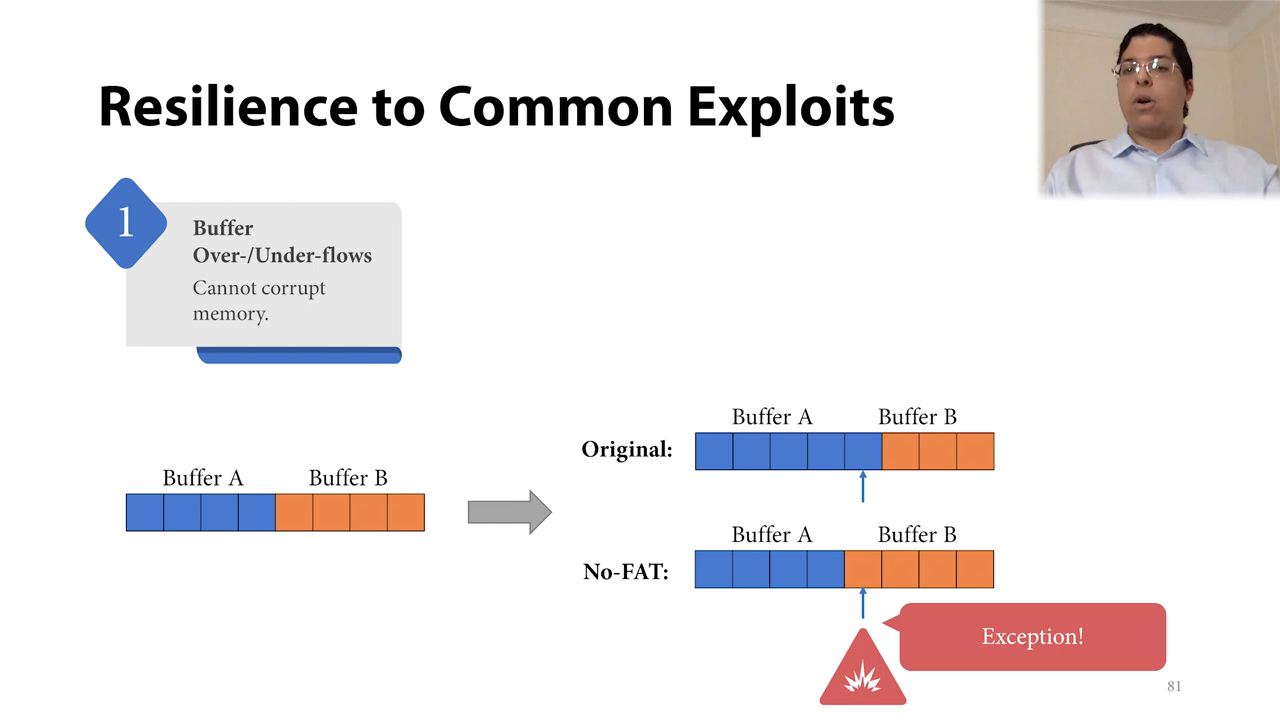 Resilience to Common Exploits
1
Buffer
Over-/Under-flows
Cannot corrupt
memory.
Buffer A Buffer B
Original:
Buffer A Buffer B
No-FAT:
Buffer A Buffer B
Exception!
81